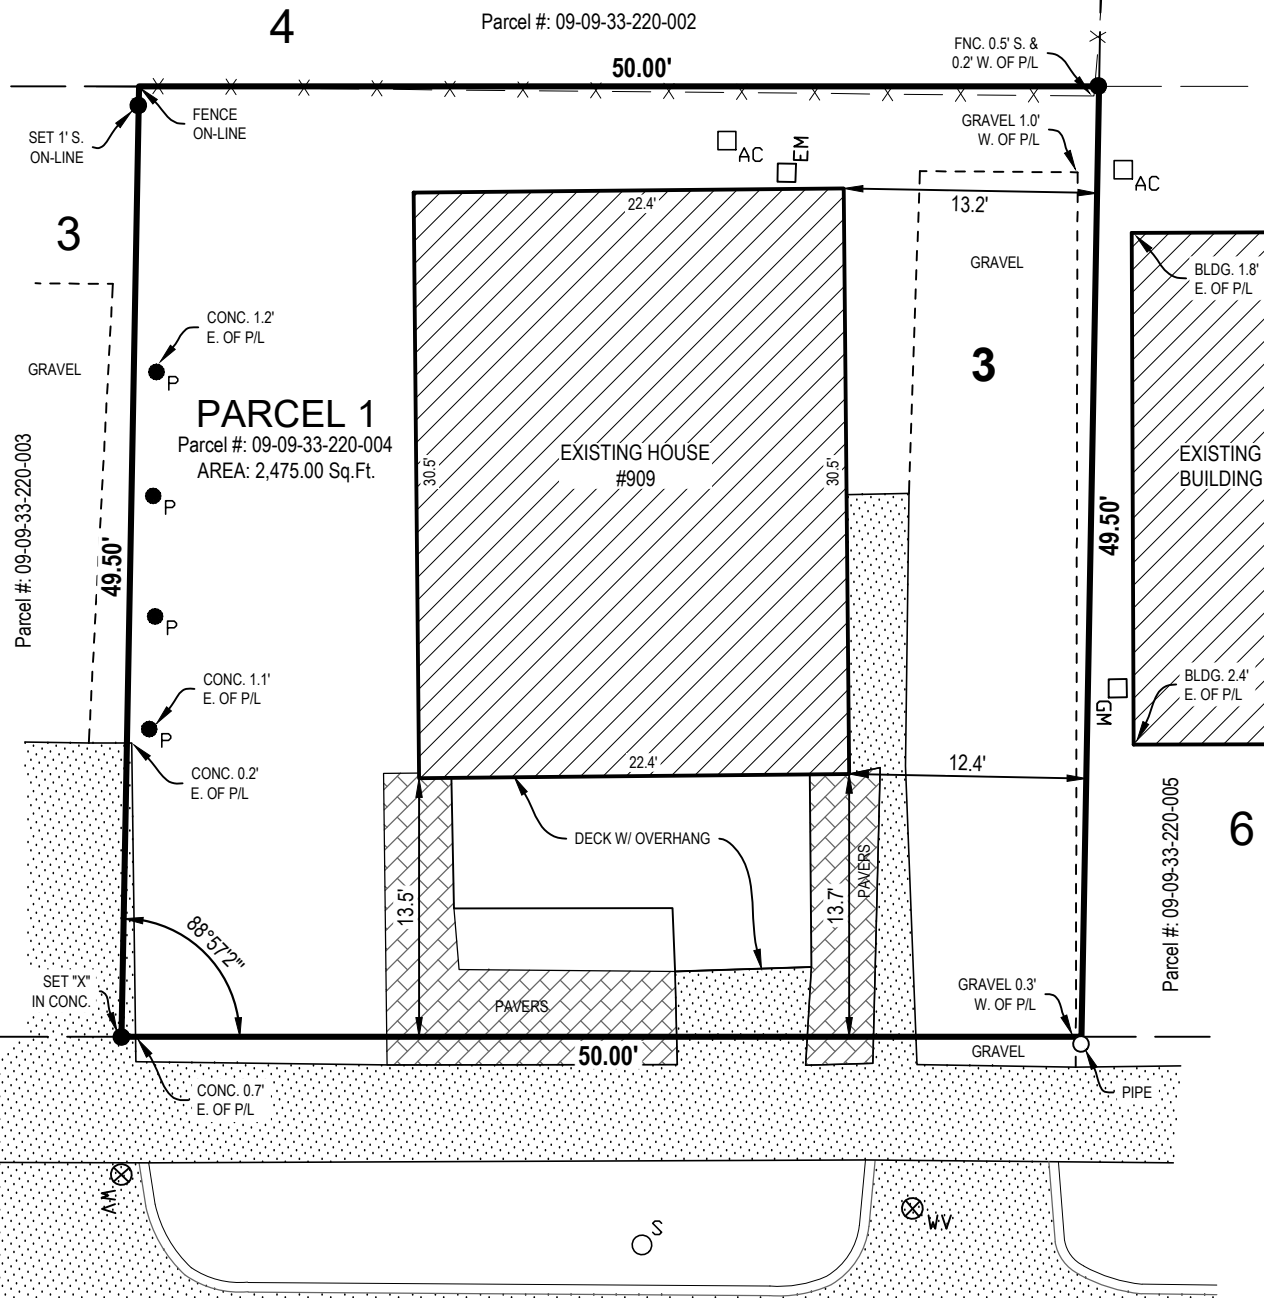 4
Parcel #: 09-09-33-220-002
50.00'
FNC. 0.5' S. &
0.2' W. OF P/L
SET 1' S.
ON-LINE
FENCE
ON-LINE
AC
EM
GRAVEL 1.0'
W. OF P/L
AC
22.4'
13.2'
3
GRAVEL
BLDG. 1.8'
E. OF P/L
CONC. 1.2'
E. OF P/L
GRAVEL
P
3
PARCEL 1
Parcel #: 09-09-33-220-004
AREA: 2,475.00 Sq.Ft.
Parcel #: 09-09-33-220-003
30.5'
EXISTING HOUSE
#909
30.5'
EXISTING
BUILDING
P
49.50'
49.50'
P
CONC. 1.1'
E. OF P/L
P
GM
BLDG. 2.4'
E. OF P/L
CONC. 0.2'
E. OF P/L
22.4'
12.4'
DECK W/ OVERHANG
PAVERS
Parcel #: 09-09-33-220-005
6
13.5'
13.7'
88°57'2"
SET "X"
IN CONC.
PAVERS
GRAVEL 0.3'
W. OF P/L
50.00'
GRAVEL
CONC. 0.7'
E. OF P/L
PIPE
WV
S
WV